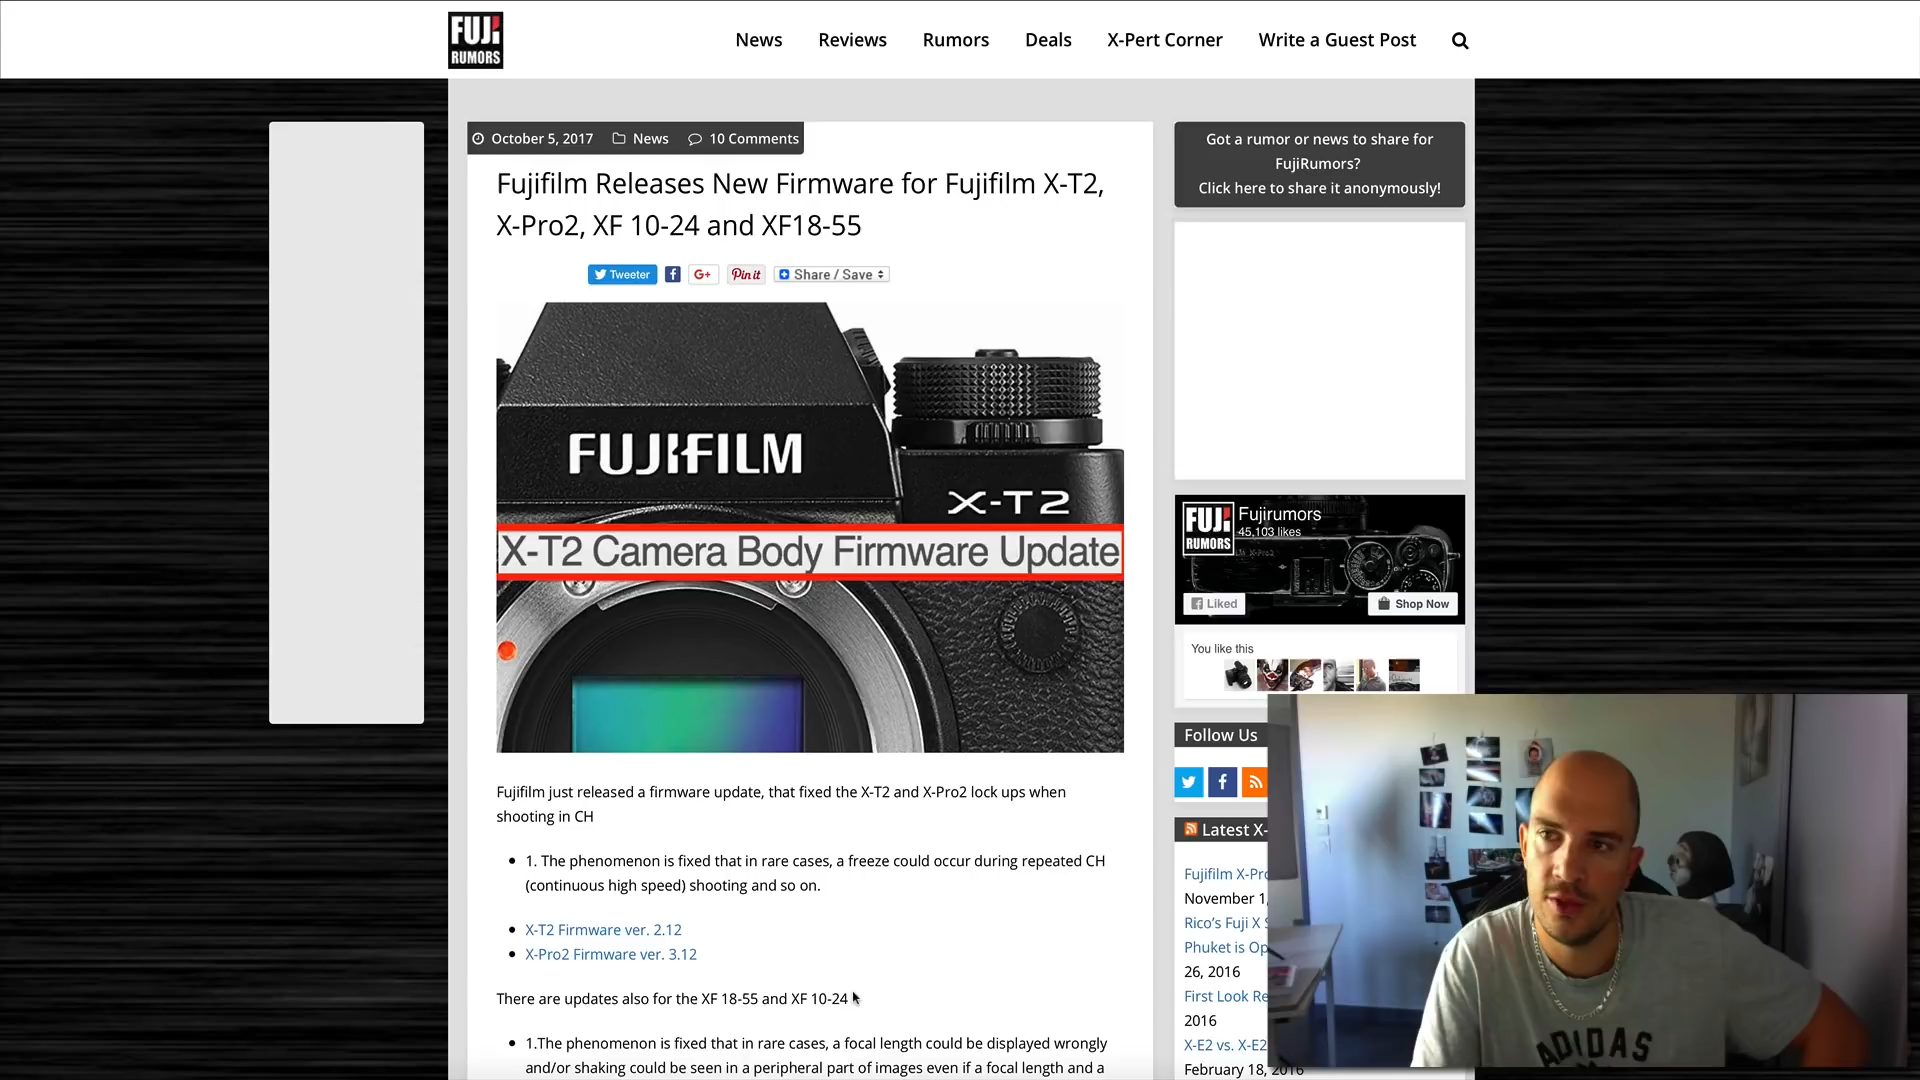 FUJI
RUMORS
News
Reviews
Rumors
Deals
X-Pert Corner
Write a Guest Post
October 5, 2017
News
10 Comments
Fujifilm Releases New Firmware for Fujifilm X-T2,
X-Pro2, XF 10-24 and XF18-55
Tweeter
G+
Pin it
Share / Save
FUJIFILM
X-T2
X-T2 Camera Body Firmware Update
Fujifilm just released a firmware update, that fixed the X-T2 and X-Pro2 lock ups when
shooting in CH
1. The phenomenon is fixed that in rare cases, a freeze could occur during repeated CH
(continuous high speed) shooting and so on.
X-T2 Firmware ver. 2.12
X-Pro2 Firmware ver. 3.12
There are updates also for the XF 18-55 and XF 10-24
1.The phenomenon is fixed that in rare cases, a focal length could be displayed wrongly
and/or shaking could be seen in a peripheral part of images even if a focal length and a
Got a rumor or news to share for
FujiRumors?
Click here to share it anonymously!
FUJI
RUMORS
Fujirumors
45,103 likes
Liked
Shop Now
You like this
Follow Us
Latest X-
Fujifilm X-Pro
November 1,
Rico's Fuji X S
Phuket is Op
26, 2016
First Look Re
2016
X-E2 vs. X-E2
February 18, 2016
ADIDAS